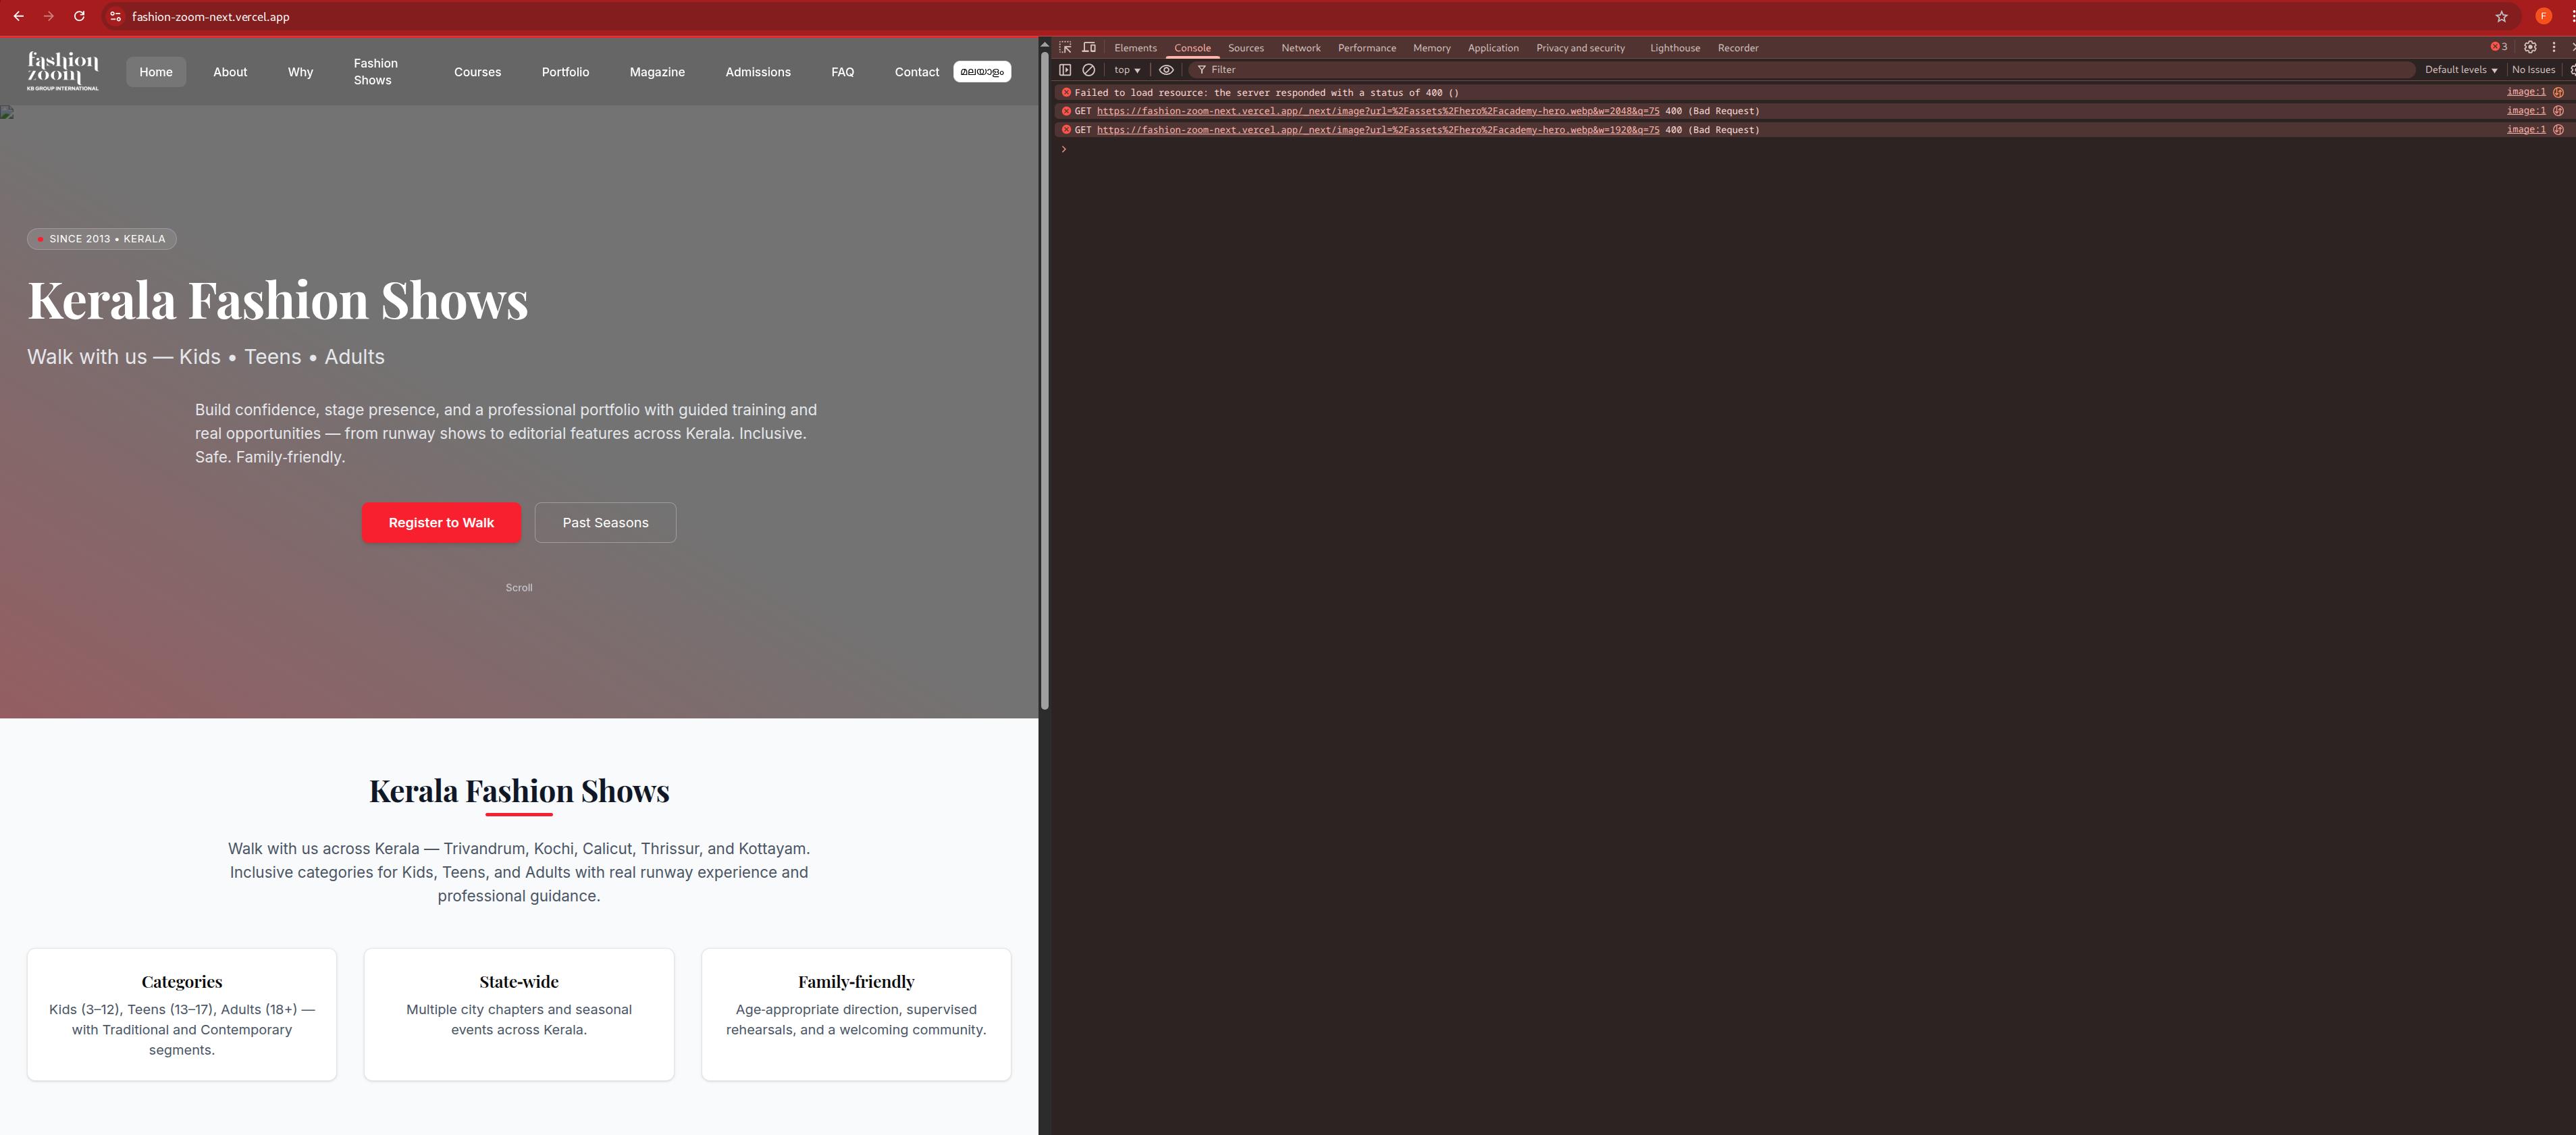 fashion-zoom-next.vercel.app
F
fashion
zoom
KB GROUP INTERNATIONAL
Home
About
Why
Fashion
Shows
Courses
Portfolio
Magazine
Admissions
FAQ
Contact
മലയാളം
SINCE 2013 • KERALA
Kerala Fashion Shows
Walk with us — Kids • Teens • Adults
Build confidence, stage presence, and a professional portfolio with guided training and
real opportunities — from runway shows to editorial features across Kerala. Inclusive.
Safe. Family-friendly.
Register to Walk
Past Seasons
Scroll
Kerala Fashion Shows
Walk with us across Kerala — Trivandrum, Kochi, Calicut, Thrissur, and Kottayam.
Inclusive categories for Kids, Teens, and Adults with real runway experience and
professional guidance.
Categories
Kids (3–12), Teens (13–17), Adults (18+) —
with Traditional and Contemporary
segments.
State-wide
Multiple city chapters and seasonal
events across Kerala.
Family-friendly
Age-appropriate direction, supervised
rehearsals, and a welcoming community.
Elements
Console
Sources
Network
Performance
Memory
Application
Privacy and security
Lighthouse
Recorder
3
top
Filter
Default levels
No Issues
Failed to load resource: the server responded with a status of 400 () image:1
GET https://fashion-zoom-next.vercel.app/_next/image?url=%2Fassets%2Fhero%2Facademy-hero.webp&w=2048&q=75 400 (Bad Request) image:1
GET https://fashion-zoom-next.vercel.app/_next/image?url=%2Fassets%2Fhero%2Facademy-hero.webp&w=1920&q=75 400 (Bad Request) image:1